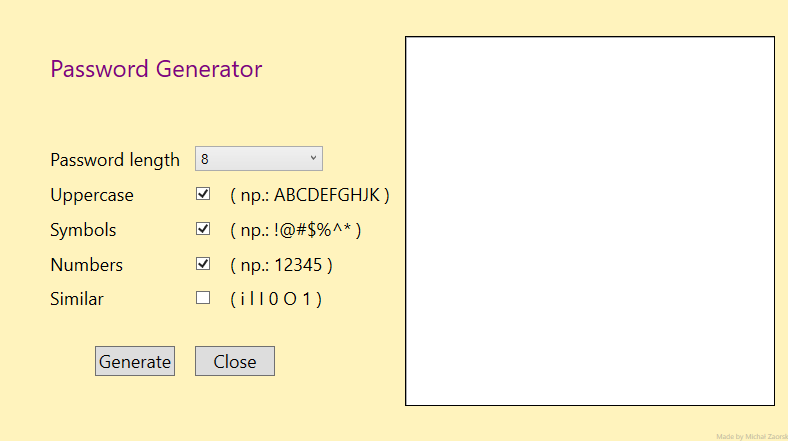 Password Generator
Password length 8
Uppercase ( np.: ABCDEFGHJK )
Symbols ( np.: !@#$%^* )
Numbers ( np.: 12345 )
Similar ( i l I 0 O 1 )
Generate Close
Made by Michał